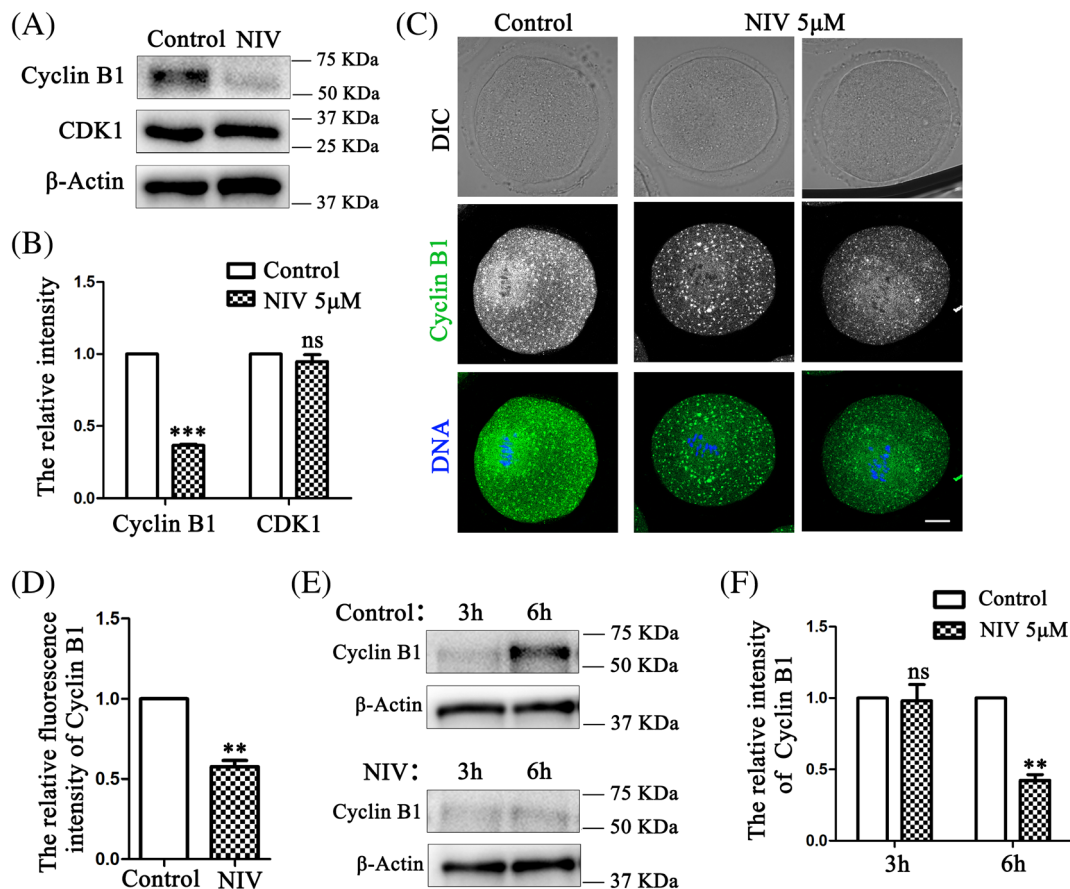 (A)
Control NIV
Cyclin B1
75 KDa
50 KDa
CDK1
37 KDa
25 KDa
β-Actin
37 KDa
(B)
The relative intensity
1.5
1.0
0.5
0.0
Control
NIV 5μM
***
ns
Cyclin B1 CDK1
(C)
Control NIV 5μM
DIC
Cyclin B1
DNA
(D)
The relative fluorescence
intensity of Cyclin B1
1.5
1.0
0.5
0.0
**
Control NIV
(E)
Control: 3h 6h
Cyclin B1
75 KDa
50 KDa
β-Actin
37 KDa
NIV: 3h 6h
Cyclin B1
75 KDa
50 KDa
β-Actin
37 KDa
(F)
The relative intensity
of Cyclin B1
1.5
1.0
0.5
0.0
Control
NIV 5μM
ns
**
3h 6h